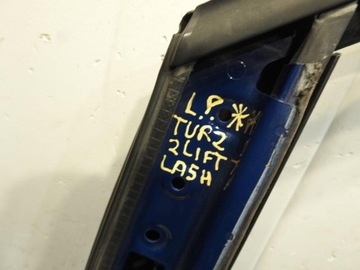 L.P **
TURZ
2LIFT
LASH